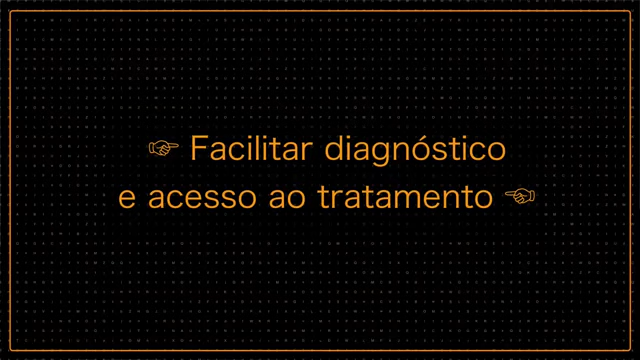 ☞ Facilitar diagnóstico
e acesso ao tratamento ☜